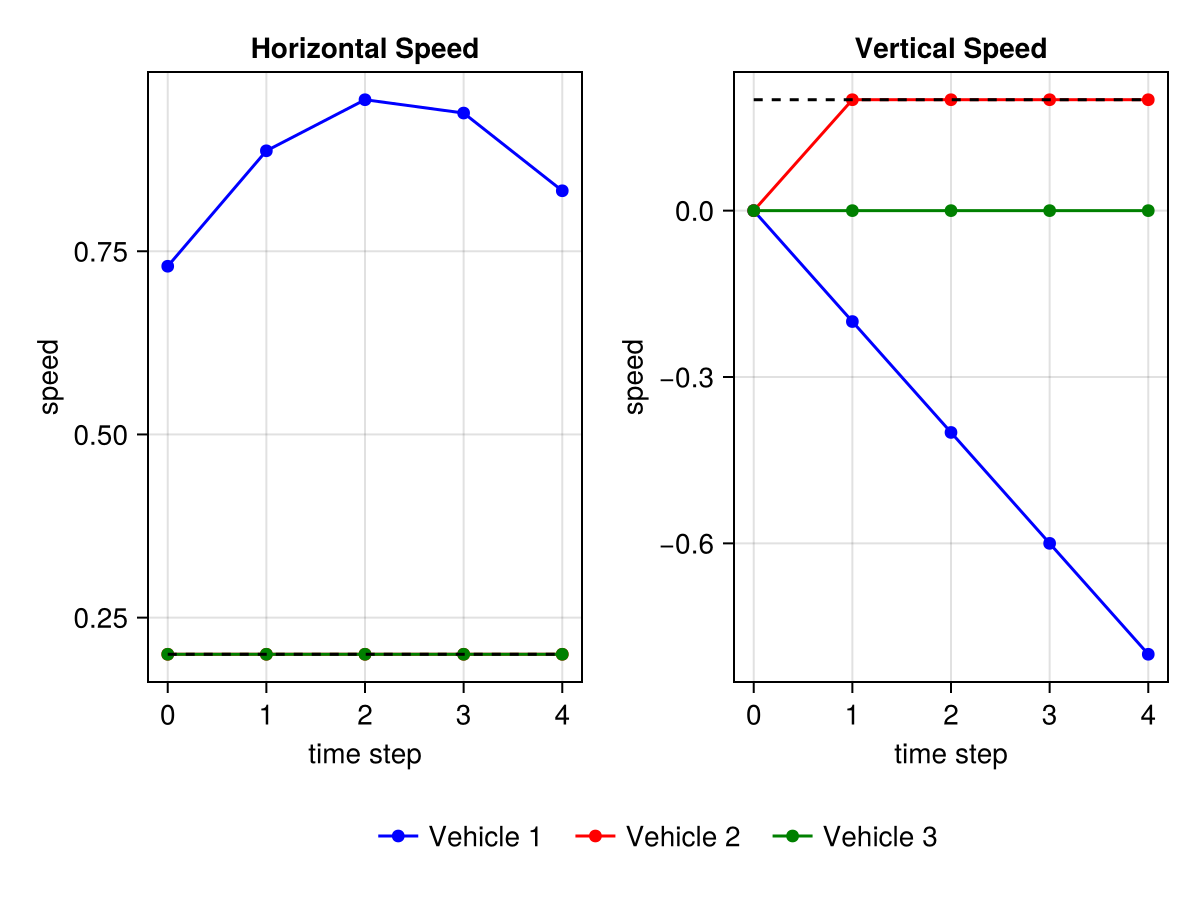 Horizontal Speed
speed
0.75
0.50
0.25
0 1 2 3 4
time step
Vertical Speed
speed
0.0
−0.3
−0.6
0 1 2 3 4
time step
Vehicle 1 Vehicle 2 Vehicle 3